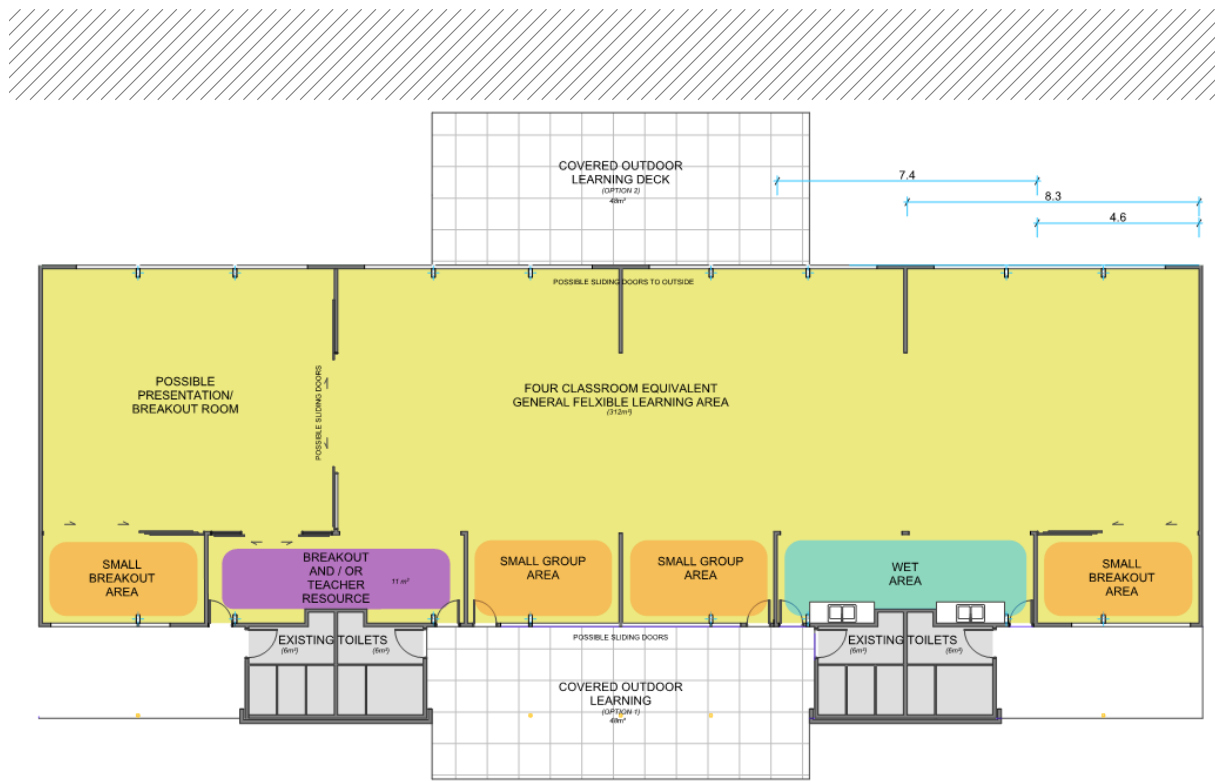 COVERED OUTDOOR
LEARNING DECK
(OPTION 2)
48m²
7.4
8.3
4.6
POSSIBLE SLIDING DOORS TO OUTSIDE
POSSIBLE
PRESENTATION/
BREAKOUT ROOM
POSSIBLE SLIDING DOORS
FOUR CLASSROOM EQUIVALENT
GENERAL FELXIBLE LEARNING AREA
(312m²)
SMALL
BREAKOUT
AREA
BREAKOUT
AND / OR
TEACHER
RESOURCE
11 m²
SMALL GROUP
AREA
SMALL GROUP
AREA
WET
AREA
SMALL
BREAKOUT
AREA
EXISTING TOILETS
(6m²)
(6m²)
POSSIBLE SLIDING DOORS
EXISTING TOILETS
(6m²)
(6m²)
COVERED OUTDOOR
LEARNING
(OPTION 1)
48m²